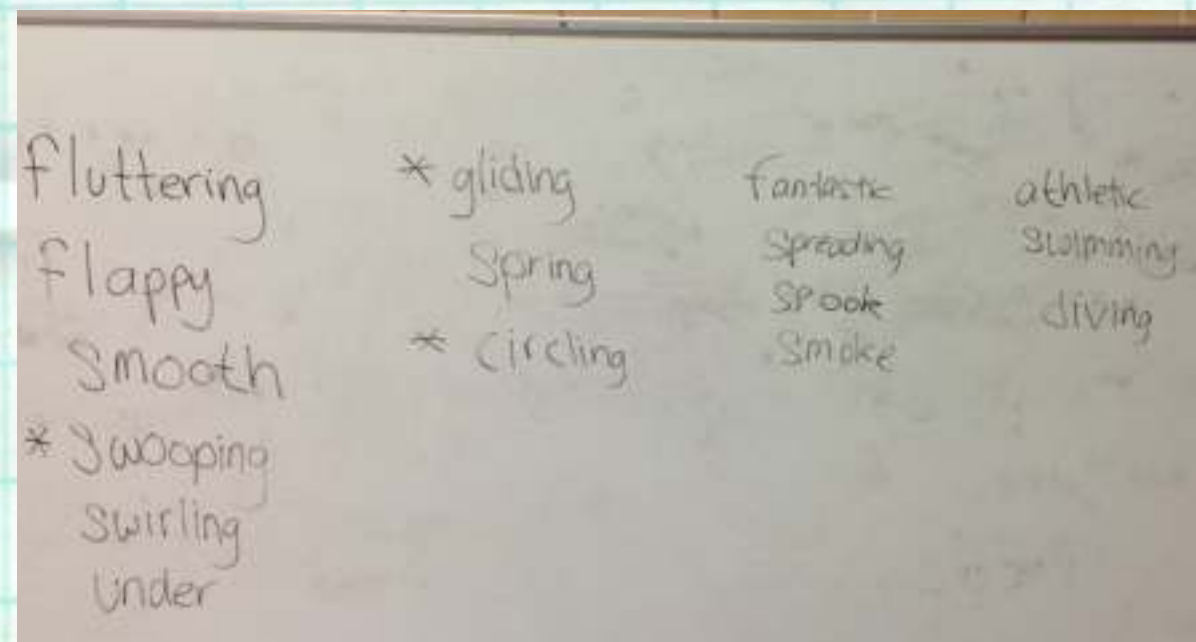 fluttering
flappy
smooth
* Swooping
swirling
under
* gliding
Spring
* circling
fantastic
Spreading
SPook
Smoke
athletic
Swimming
diving